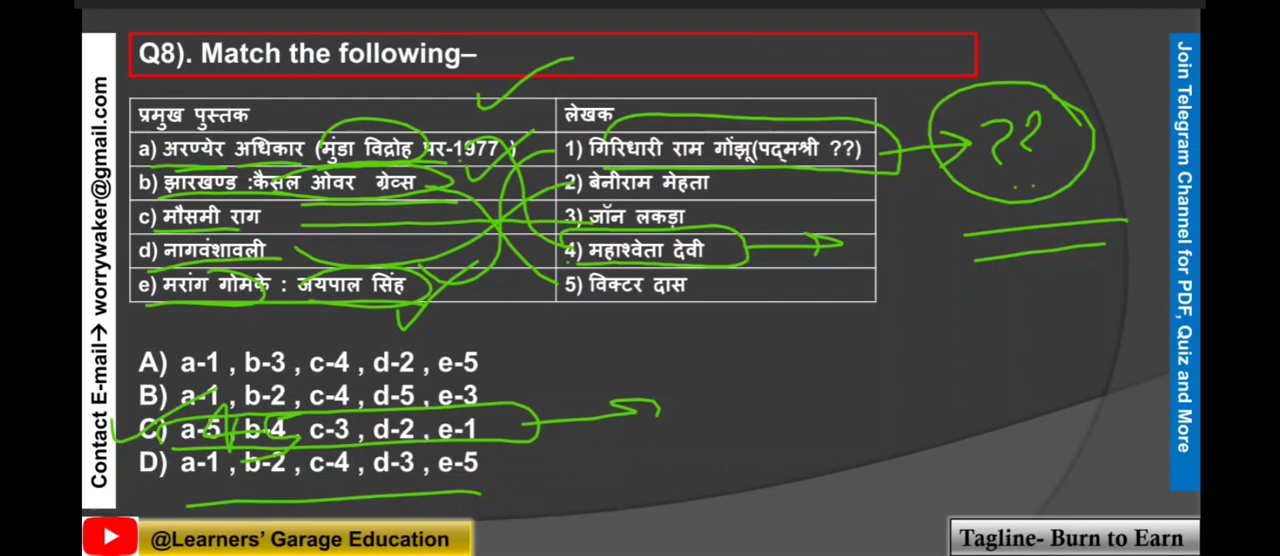 Q8). Match the following–
प्रमुख पुस्तक लेखक
a) अरण्येर अधिकार (मुंडा विद्रोह पर-1977 ) 1) गिरिधारी राम गोंझू(पद्मश्री ??)
b) झारखण्ड :कैसल ओवर ग्रेव्स 2) बेनीराम मेहता
c) मौसमी राग 3) जॉन लकड़ा
d) नागवंशावली 4) महाश्वेता देवी
e) मरांग गोमके : जयपाल सिंह 5) विक्टर दास
??
A) a-1 , b-3 , c-4 , d-2 , e-5
B) a-1 , b-2 , c-4 , d-5 , e-3
C) a-5 , b-4 , c-3 , d-2 , e-1
4 5
D) a-1 , b-2 , c-4 , d-3 , e-5
Contact E-mail→ worrywaker@gmail.com
Join Telegram Channel for PDF, Quiz and More
@Learners’ Garage Education
Tagline- Burn to Earn